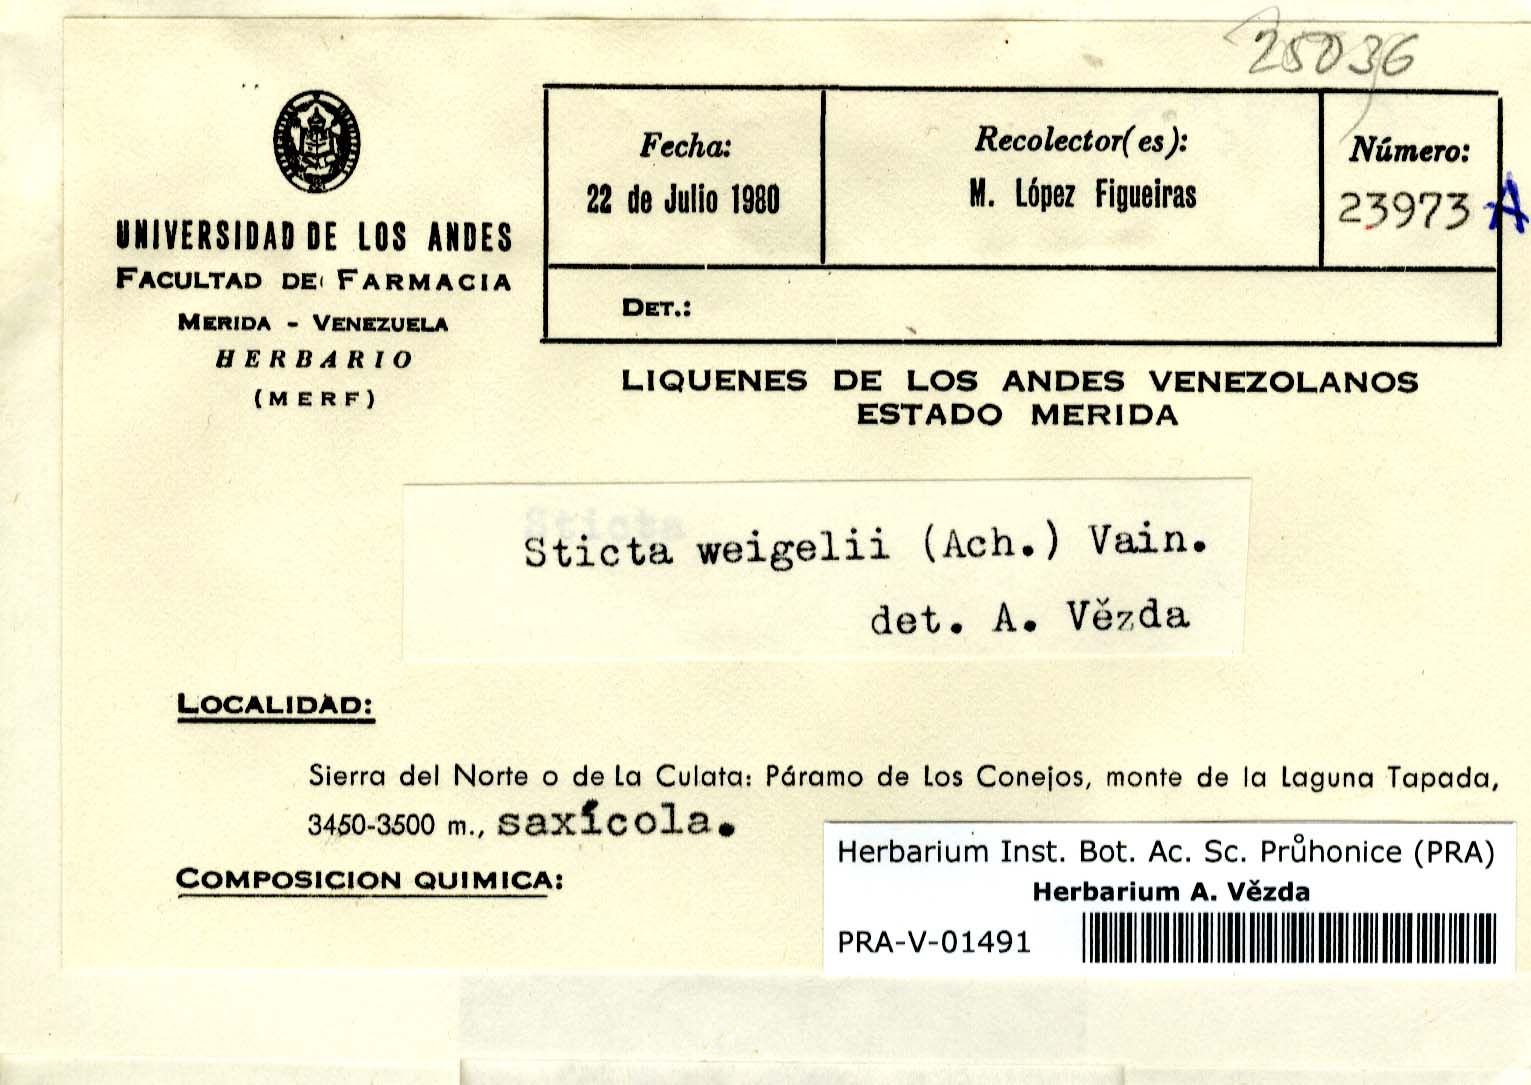 25036
UNIVERSIDAD DE LOS ANDES
FACULTAD DE FARMACIA
MERIDA - VENEZUELA
HERBARIO
(MERF)
Fecha:
22 de Julio 1980
Recolector(es):
M. López Figueiras
Número:
23973 A
DET.:
LIQUENES DE LOS ANDES VENEZOLANOS
ESTADO MERIDA
Sticta
Sticta weigelii (Ach.) Vain.
det. A. Vězda
LOCALIDAD:
Sierra del Norte o de La Culata: Páramo de Los Conejos, monte de la Laguna Tapada,
3450-3500 m., saxícola.
COMPOSICION QUIMICA:
Herbarium Inst. Bot. Ac. Sc. Průhonice (PRA)
Herbarium A. Vězda
PRA-V-01491